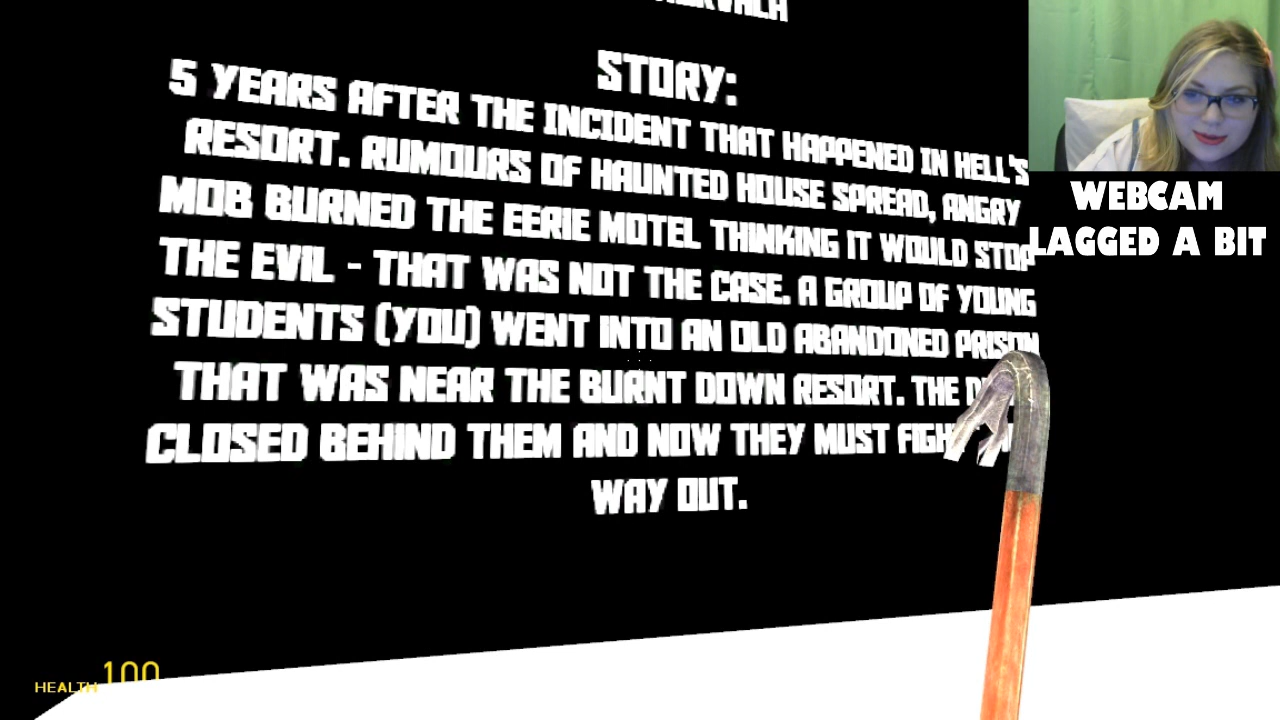 STORY:
5 YEARS AFTER THE INCIDENT THAT HAPPENED IN HELL'S
RESORT. RUMOURS OF HAUNTED HOUSE SPREAD, ANGRY
MOB BURNED THE EERIE MOTEL THINKING IT WOULD STOP
THE EVIL - THAT WAS NOT THE CASE. A GROUP OF YOUNG
STUDENTS (YOU) WENT INTO AN OLD ABANDONED PRISON
THAT WAS NEAR THE BURNT DOWN RESORT. THE
CLOSED BEHIND THEM AND NOW THEY MUST
WAY OUT.
WEBCAM
LAGGED A BIT
HEALTH 100